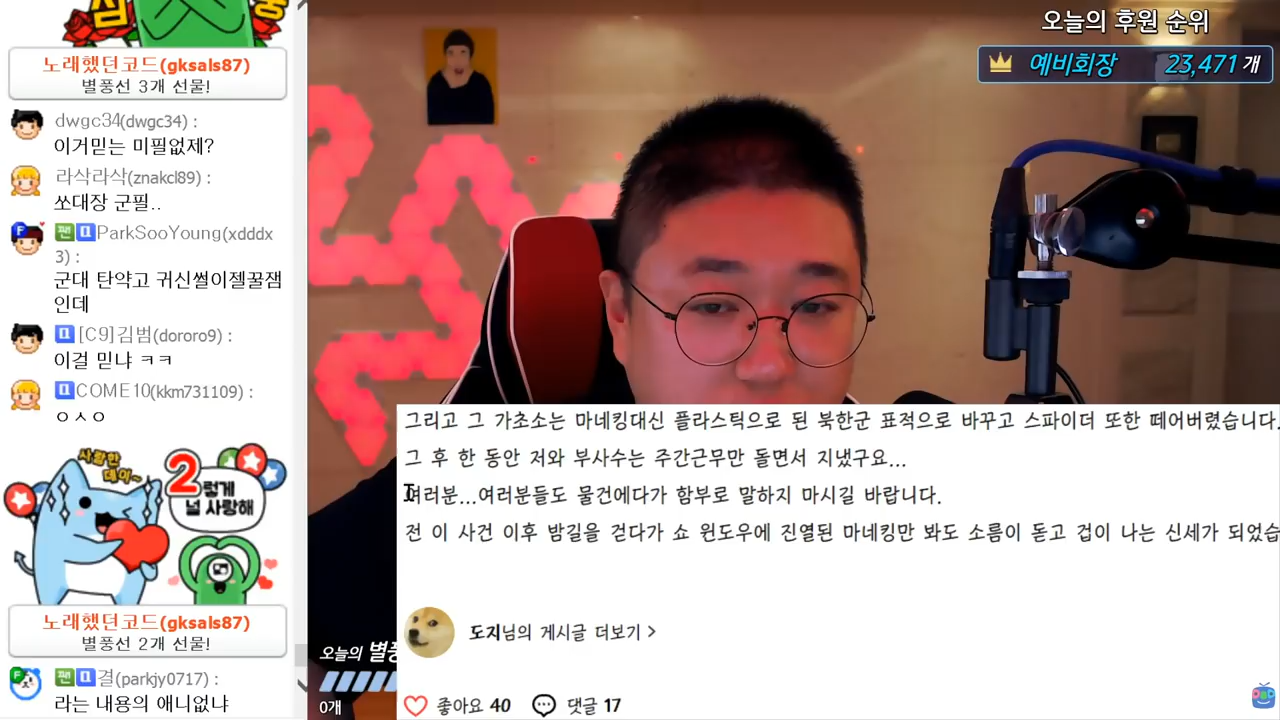 심
쿵
노래했던코드(gksals87)
별풍선 3개 선물!
dwgc34(dwgc34) :
이거믿는 미필없제?
라삭라삭(znakcl89) :
쏘대장 군필..
팬 ParkSooYoung(xdddx
3) :
군대 탄약고 귀신썰이젤꿀잼
인데
[C9]김범(dororo9) :
이걸 믿냐 ㅋㅋ
COME10(kkm731109) :
ㅇㅅㅇ
사랑한
데이~
2
렇게
널 사랑해
노래했던코드(gksals87)
별풍선 2개 선물!
팬 결(parkjy0717) :
라는 내용의 애니없냐
오늘의 후원 순위
예비회장 23,471 개
그리고 그 가초소는 마네킹대신 플라스틱으로 된 북한군 표적으로 바꾸고 스파이더 또한 떼어버렸습니다.
그 후 한 동안 저와 부사수는 주간근무만 돌면서 지냈구요...
여러분...여러분들도 물건에다가 함부로 말하지 마시길 바랍니다.
전 이 사건 이후 밤길을 걷다가 쇼 윈도우에 진열된 마네킹만 봐도 소름이 돋고 겁이 나는 신세가 되었습
도지님의 게시글 더보기 >
좋아요 40 댓글 17
오늘의 별풍
0개